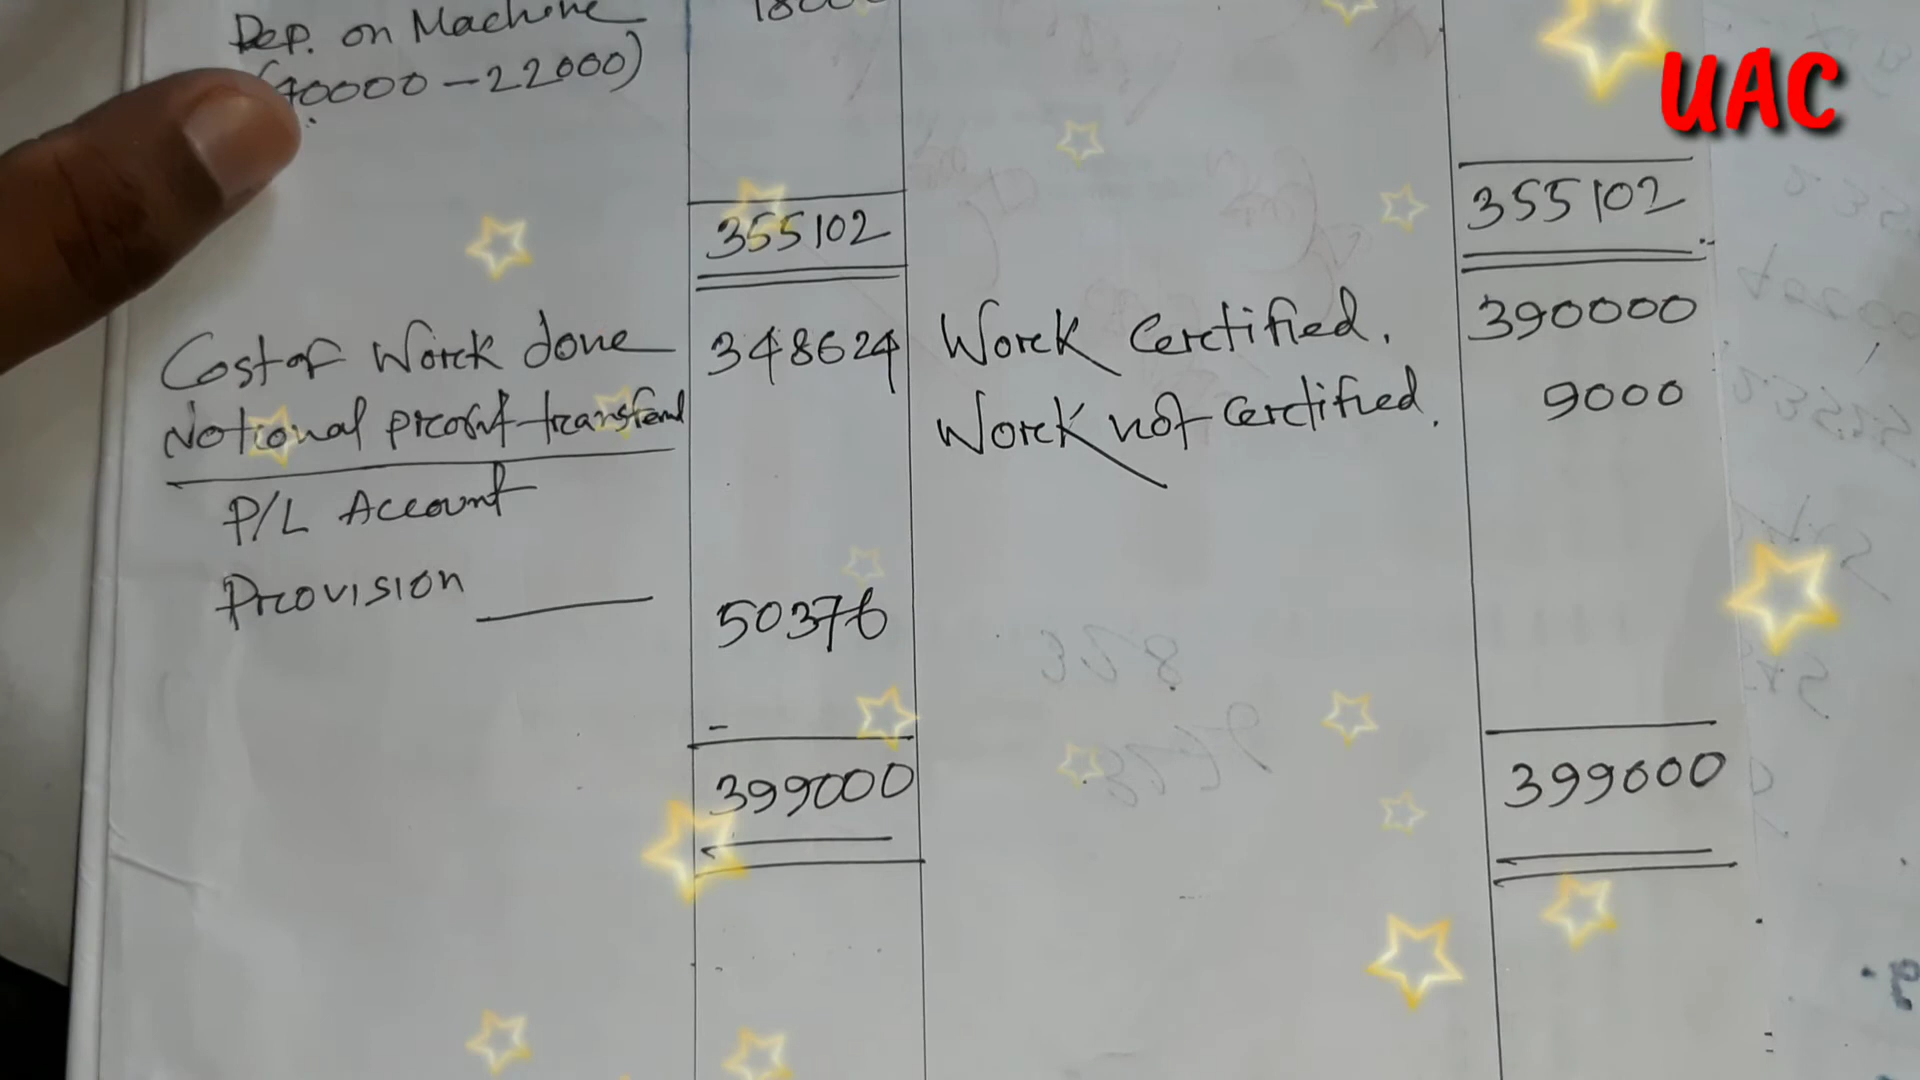 Dep. on Machine
(40000-22000)
UAC
355102
355102
Cost of Work done 348624 Work Certified. 390000
Notional profit transferred Work not Certified. 9000
P/L Account
Provision 50376
399000
399000